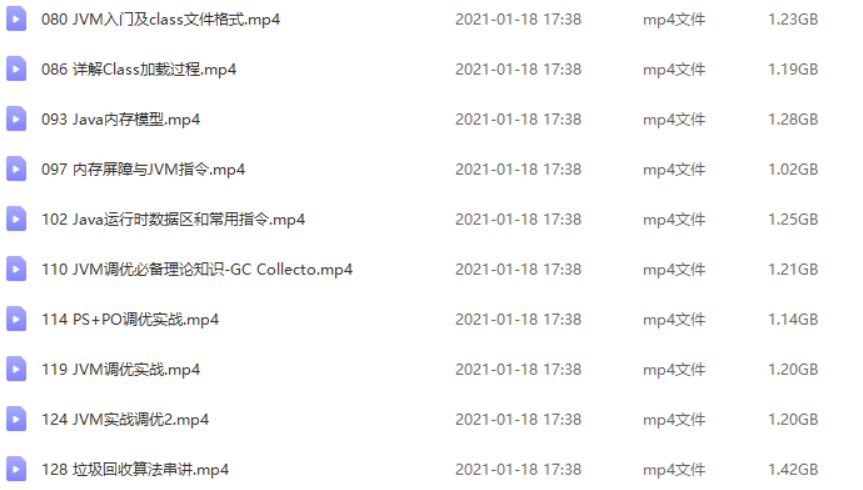 080 JVM入门及class文件格式.mp4 2021-01-18 17:38 mp4文件 1.23GB
086 详解Class加载过程.mp4 2021-01-18 17:38 mp4文件 1.19GB
093 Java内存模型.mp4 2021-01-18 17:38 mp4文件 1.28GB
097 内存屏障与JVM指令.mp4 2021-01-18 17:38 mp4文件 1.02GB
102 Java运行时数据区和常用指令.mp4 2021-01-18 17:38 mp4文件 1.25GB
110 JVM调优必备理论知识-GC Collecto.mp4 2021-01-18 17:38 mp4文件 1.21GB
114 PS+PO调优实战.mp4 2021-01-18 17:38 mp4文件 1.14GB
119 JVM调优实战.mp4 2021-01-18 17:38 mp4文件 1.20GB
124 JVM实战调优2.mp4 2021-01-18 17:38 mp4文件 1.20GB
128 垃圾回收算法串讲.mp4 2021-01-18 17:38 mp4文件 1.42GB